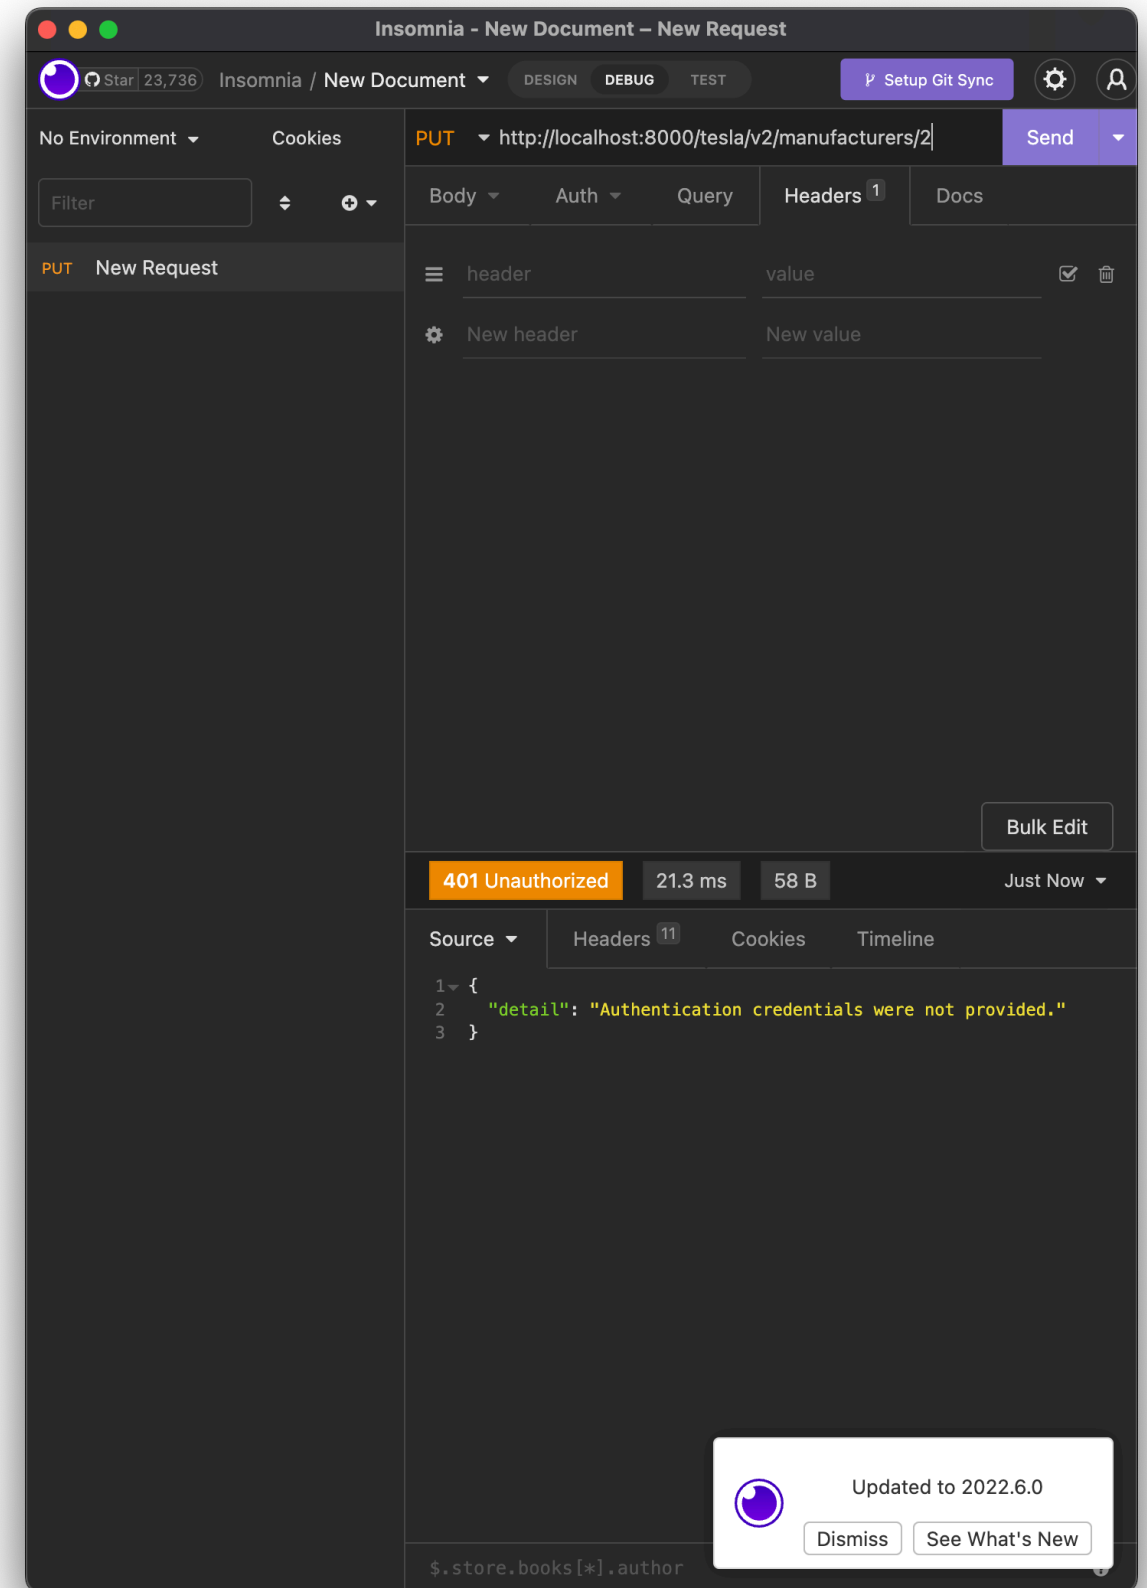 Insomnia - New Document – New Request
Star 23,736 Insomnia / New Document DESIGN DEBUG TEST Setup Git Sync
No Environment Cookies
PUT http://localhost:8000/tesla/v2/manufacturers/2 Send
Filter
Body Auth Query Headers 1 Docs
PUT New Request
header value
New header New value
Bulk Edit
401 Unauthorized 21.3 ms 58 B Just Now
Source Headers 11 Cookies Timeline
1 {
2 "detail": "Authentication credentials were not provided."
3 }
Updated to 2022.6.0
Dismiss See What's New
$.store.books[*].author